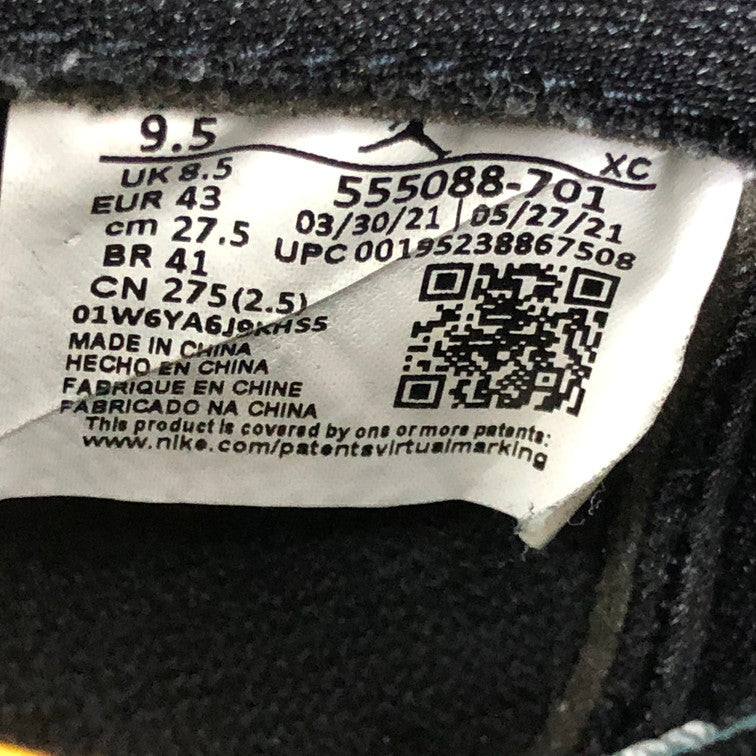 9.5
XC
UK 8.5
555088-701
EUR 43
03/30/21 | 05/27/21
cm 27.5
UPC 00195238867508
BR 41
CN 275(2.5)
MADE IN CHINA
HECHO EN CHINA
FABRIQUE EN CHINE
FABRICADO NA CHINA
This product is covered by one or more patents:
www.nike.com/patentsvirtualmarking